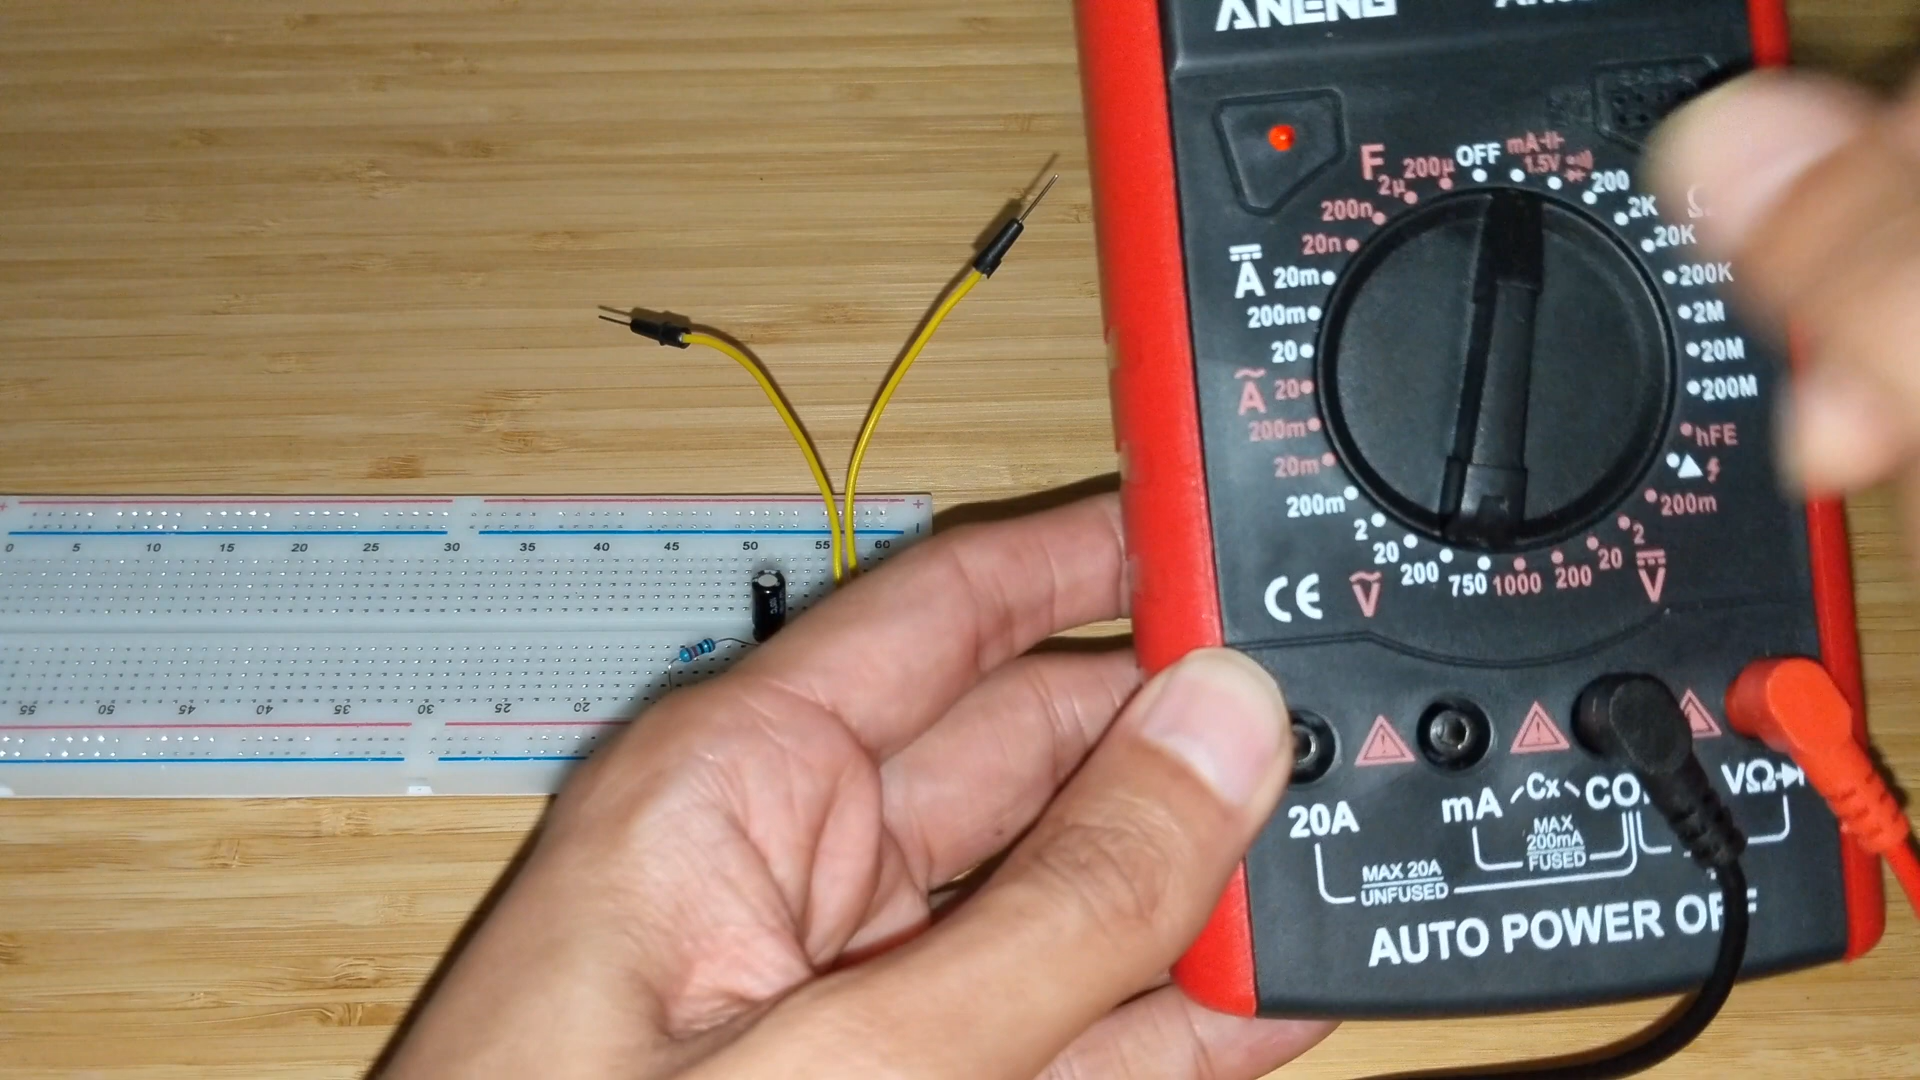 ANENG
OFF
mA
1.5V
200
2K
20K
200K
2M
20M
200M
hFE
200m
2
20
200
1000
V
750
200
20
2
200m
V
20m
200m
20
A
20
200m
20m
A
20n
200n
2µ
200µ
F
CE
20A
mA
Cx
VΩ
MAX
200mA
FUSED
MAX 20A
UNFUSED
AUTO POWER OFF
+
+
-
0 5 10 15 20 25 30 35 40 45 50 55 60
55 50 45 40 35 30 25 20